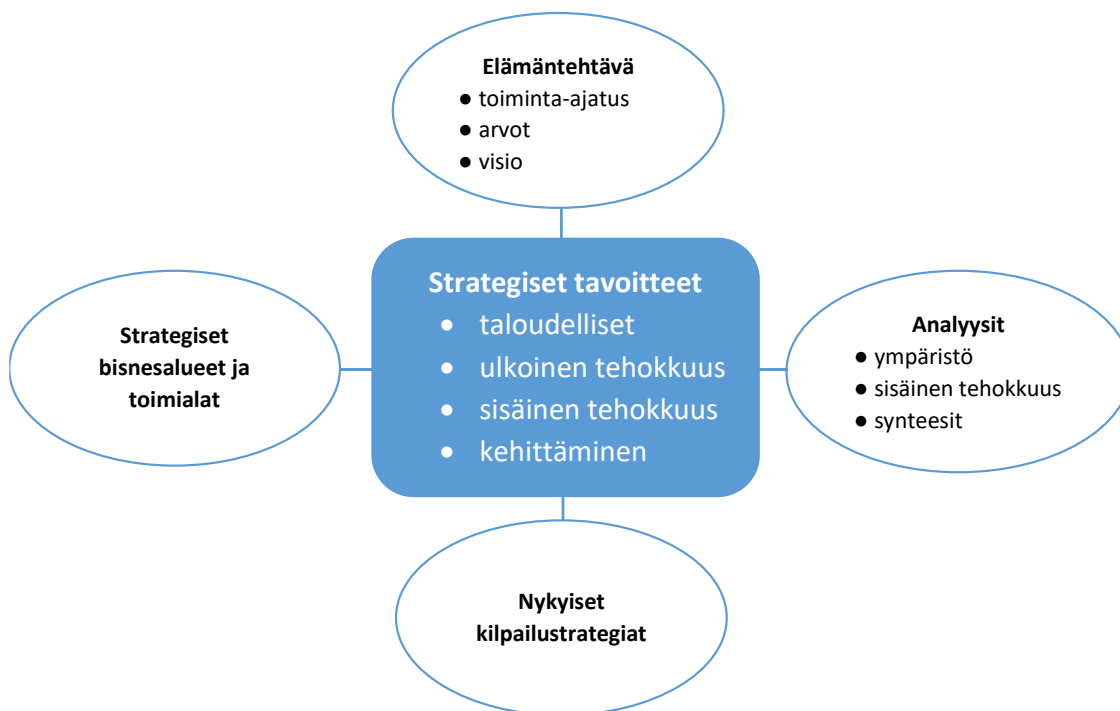 Elämäntehtävä
● toiminta-ajatus
● arvot
● visio
Strategiset tavoitteet
• taloudelliset
• ulkoinen tehokkuus
• sisäinen tehokkuus
• kehittäminen
Strategiset
bisnesalueet ja
toimialat
Analyysit
● ympäristö
● sisäinen tehokkuus
● synteesit
Nykyiset
kilpailustrategiat